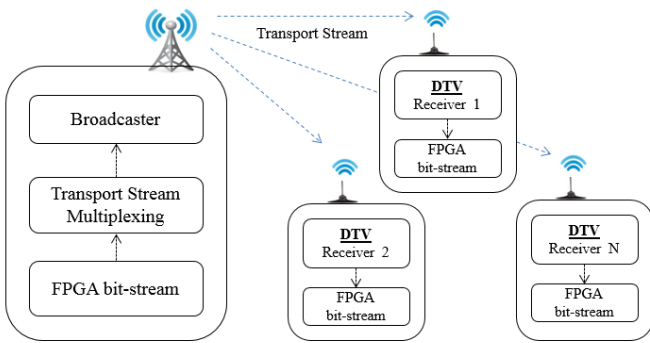 Transport Stream
Broadcaster
Transport Stream
Multiplexing
FPGA bit-stream
DTV
Receiver 1
FPGA
bit-stream
DTV
Receiver 2
FPGA
bit-stream
DTV
Receiver N
FPGA
bit-stream